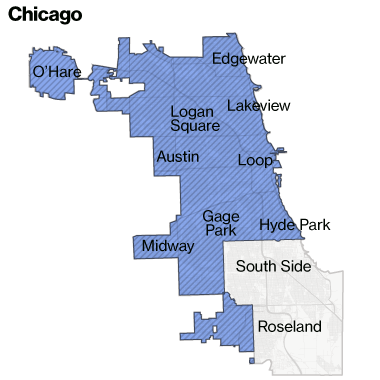 Chicago
Edgewater
O'Hare
Lakeview
Logan
Square
Austin
Loop
Gage
Park
Hyde Park
Midway
South Side
Roseland